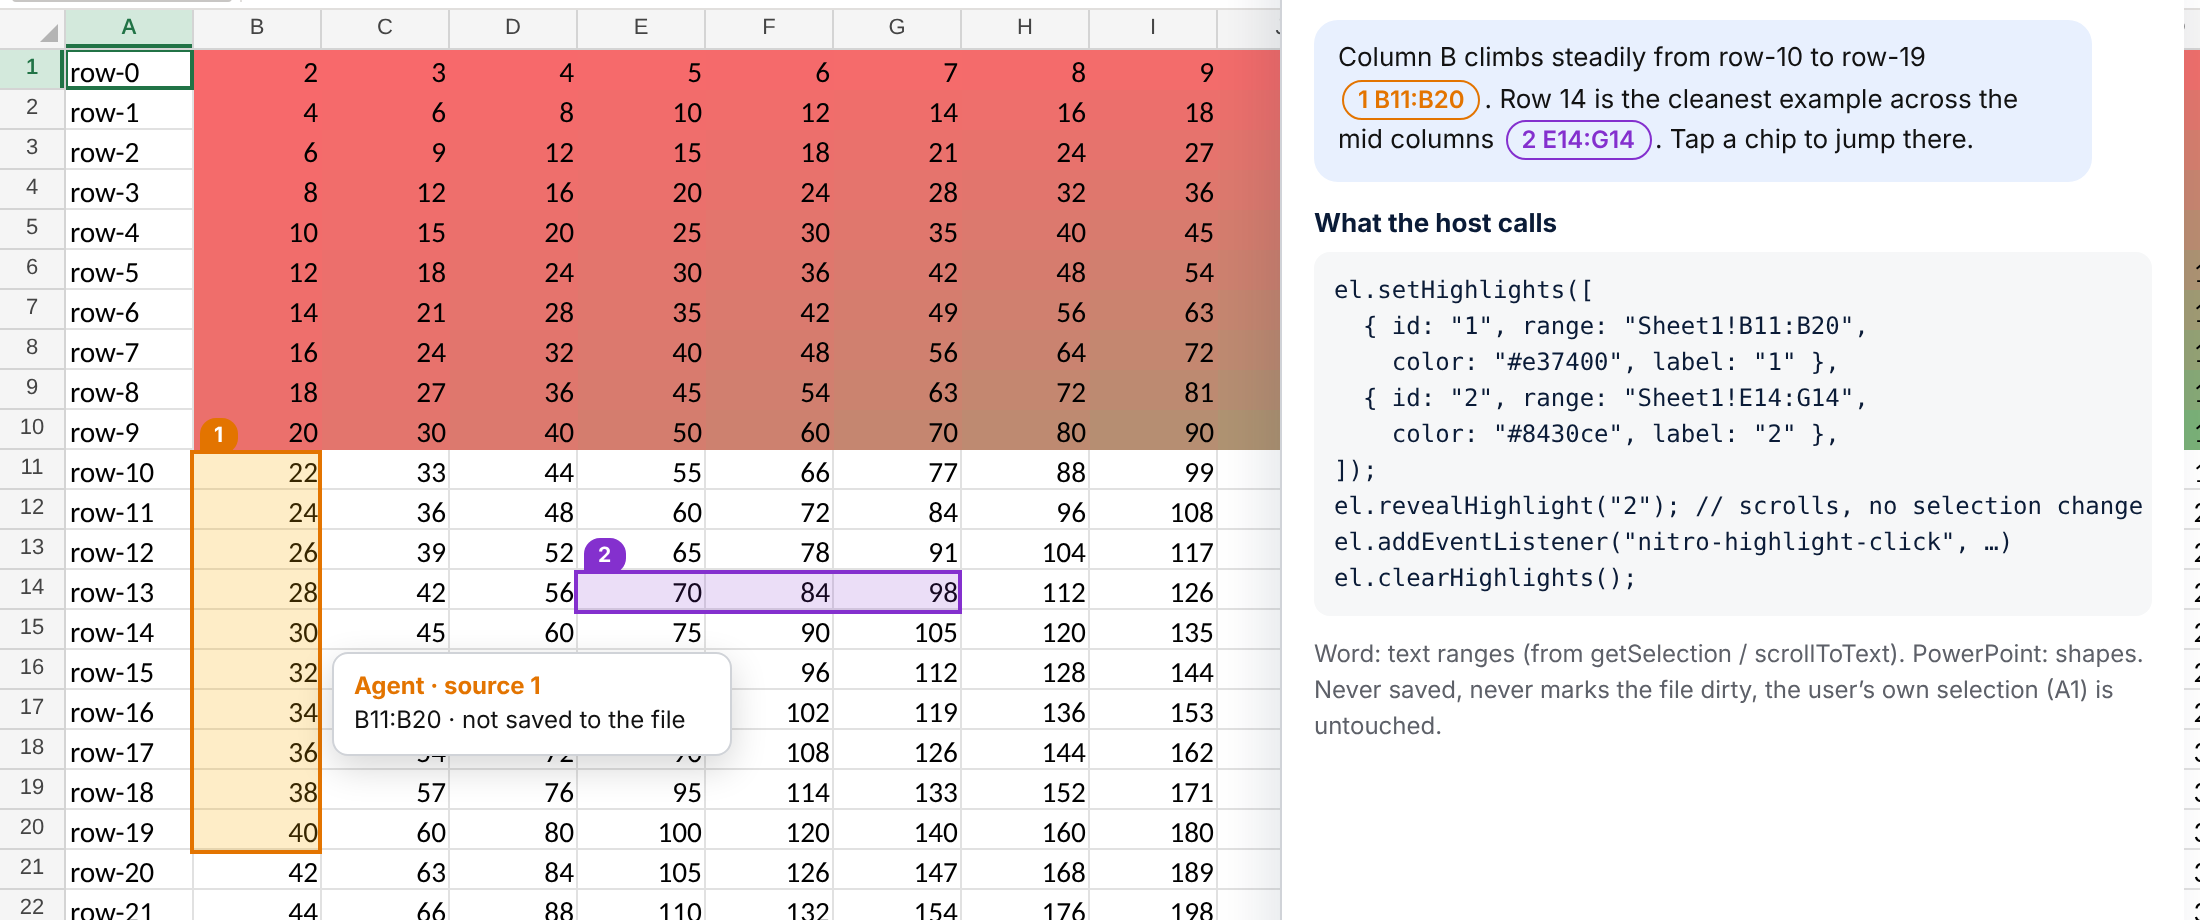 A B C D E F G H I
1 row-0 2 3 4 5 6 7 8 9
2 row-1 4 6 8 10 12 14 16 18
3 row-2 6 9 12 15 18 21 24 27
4 row-3 8 12 16 20 24 28 32 36
5 row-4 10 15 20 25 30 35 40 45
6 row-5 12 18 24 30 36 42 48 54
7 row-6 14 21 28 35 42 49 56 63
8 row-7 16 24 32 40 48 56 64 72
9 row-8 18 27 36 45 54 63 72 81
10 row-9 1 20 30 40 50 60 70 80 90
11 row-10 22 33 44 55 66 77 88 99
12 row-11 24 36 48 60 72 84 96 108
13 row-12 26 39 52 2 65 78 91 104 117
14 row-13 28 42 56 70 84 98 112 126
15 row-14 30 45 60 75 90 105 120 135
16 row-15 32 96 112 128 144
17 row-16 34 102 119 136 153
18 row-17 36 108 126 144 162
19 row-18 38 57 76 95 114 133 152 171
20 row-19 40 60 80 100 120 140 160 180
21 row-20 42 63 84 105 126 147 168 189
22 row-21 44 66 88 110 132 154 176 198
Agent · source 1
B11:B20 · not saved to the file
Column B climbs steadily from row-10 to row-19
1 B11:B20 . Row 14 is the cleanest example across the
mid columns 2 E14:G14 . Tap a chip to jump there.
What the host calls
el.setHighlights([
{ id: "1", range: "Sheet1!B11:B20",
color: "#e37400", label: "1" },
{ id: "2", range: "Sheet1!E14:G14",
color: "#8430ce", label: "2" },
]);
el.revealHighlight("2"); // scrolls, no selection change
el.addEventListener("nitro-highlight-click", …)
el.clearHighlights();
Word: text ranges (from getSelection / scrollToText). PowerPoint: shapes.
Never saved, never marks the file dirty, the user’s own selection (A1) is
untouched.